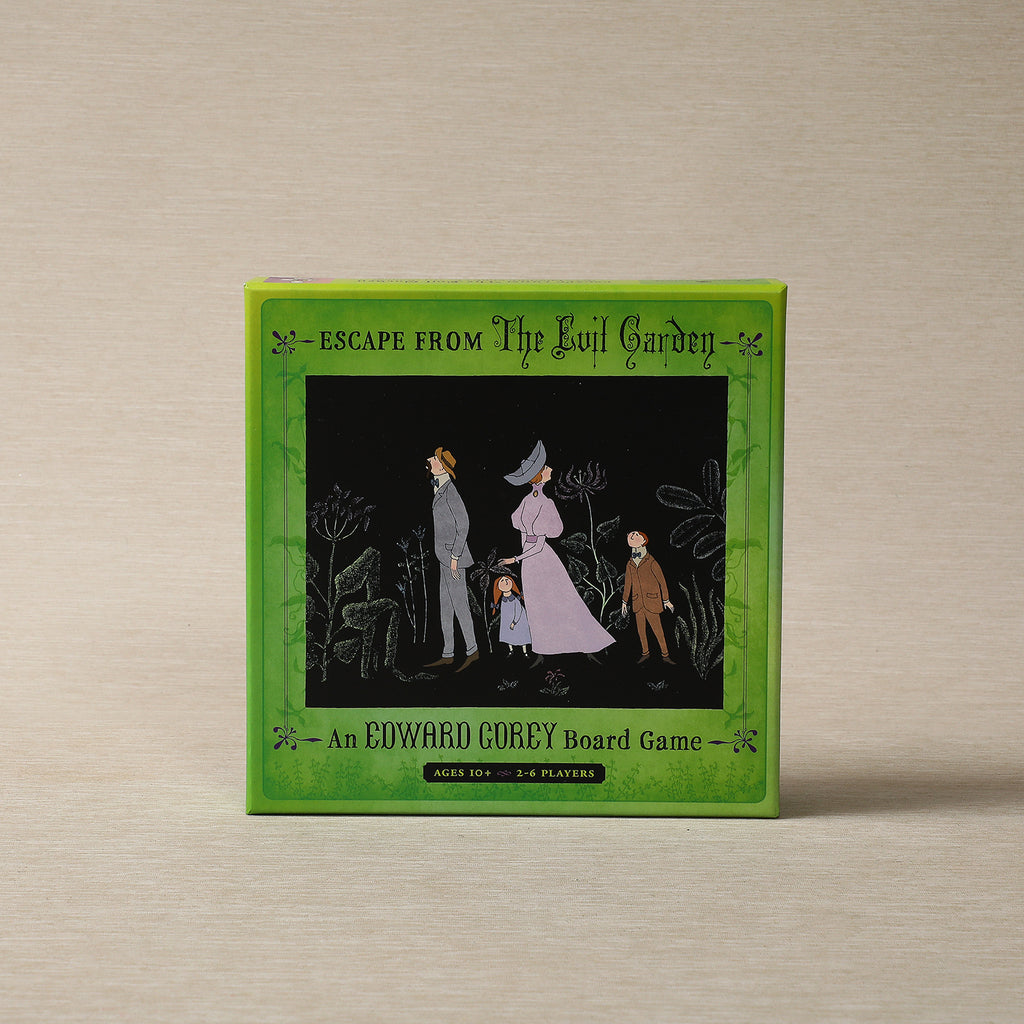 ESCAPE FROM The Evil Garden
An EDWARD GOREY Board Game
AGES 10+ 2-6 PLAYERS